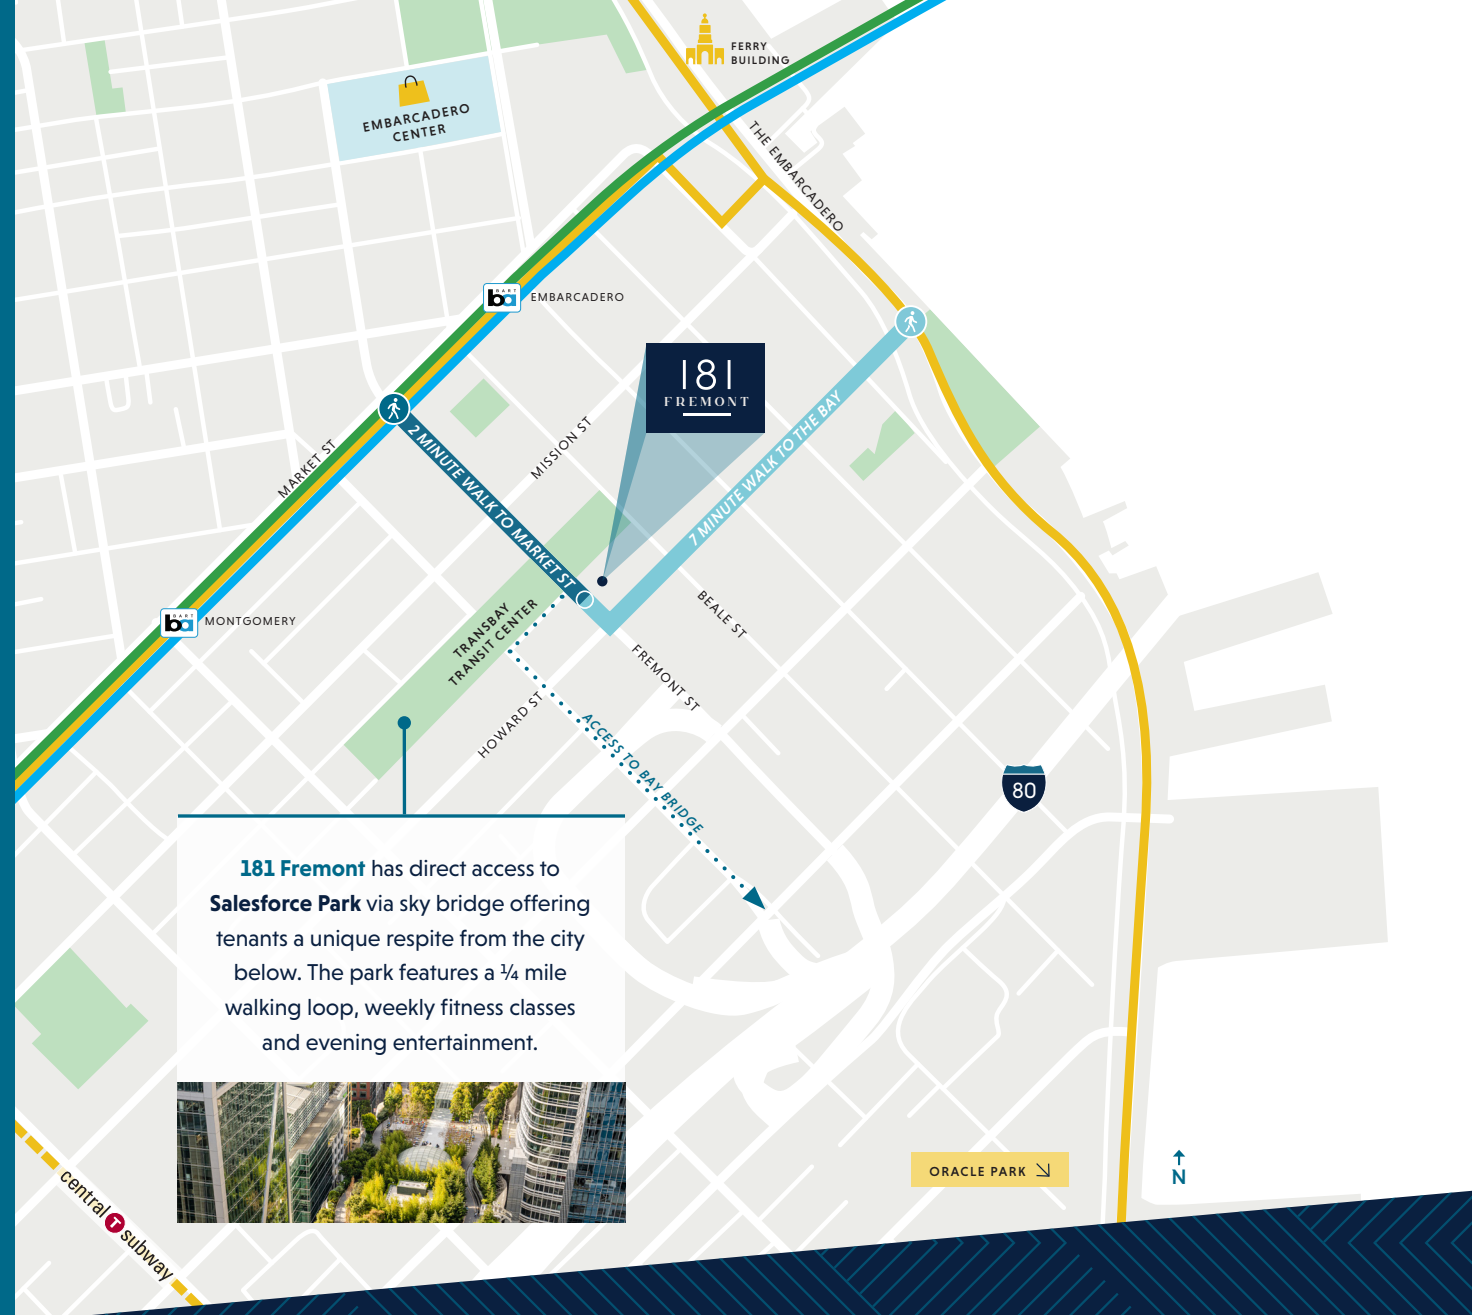 FERRY
BUILDING
EMBARCADERO
CENTER
THE EMBARCADERO
BART
ba
EMBARCADERO
181
FREMONT
MARKET ST
MISSION ST
2 MINUTE WALK TO MARKET ST
7 MINUTE WALK TO THE BAY
BART
ba
MONTGOMERY
TRANSBAY
TRANSIT CENTER
BEALE ST
FREMONT ST
HOWARD ST
ACCESS TO BAY BRIDGE
80
181 Fremont has direct access to
Salesforce Park via sky bridge offering
tenants a unique respite from the city
below. The park features a ¼ mile
walking loop, weekly fitness classes
and evening entertainment.
central T subway
ORACLE PARK
N